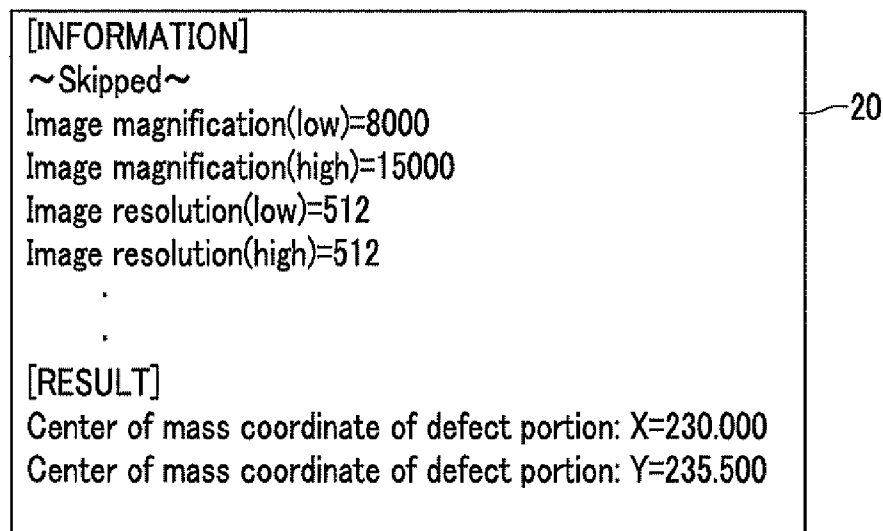 [INFORMATION]
～Skipped～
Image magnification(low)=8000
Image magnification(high)=15000
Image resolution(low)=512
Image resolution(high)=512
.
.
[RESULT]
Center of mass coordinate of defect portion: X=230.000
Center of mass coordinate of defect portion: Y=235.500
20